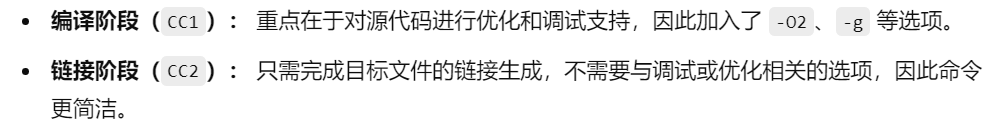 • 编译阶段（CC1）： 重点在于对源代码进行优化和调试支持，因此加入了 -O2、-g 等选项。
• 链接阶段（CC2）： 只需完成目标文件的链接生成，不需要与调试或优化相关的选项，因此命令
更简洁。